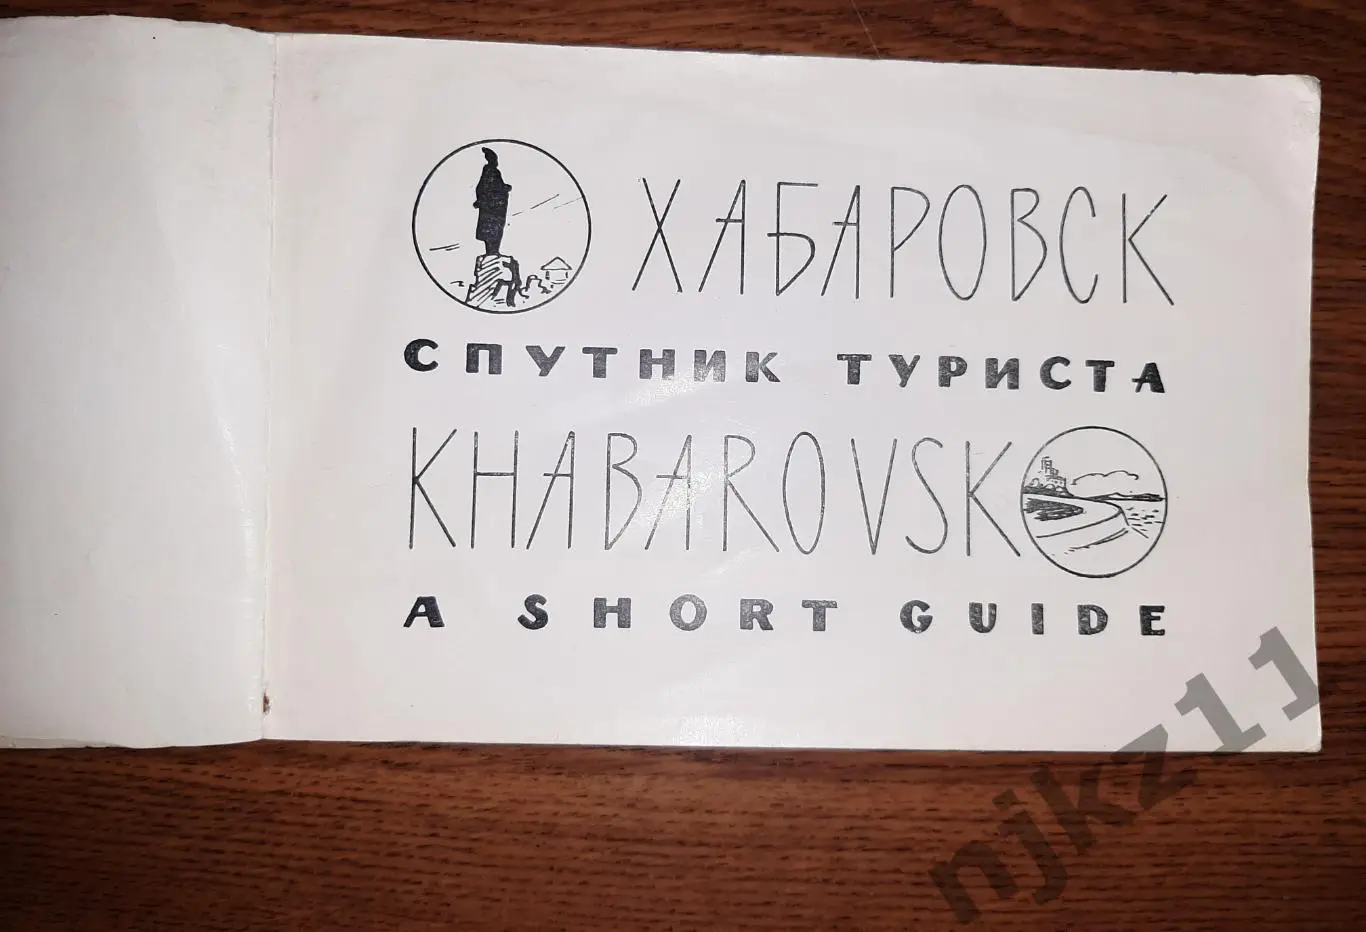 ХАБАРОВСК
СПУТНИК ТУРИСТА
KHABAROVSK
A SHORT GUIDE
njkz11